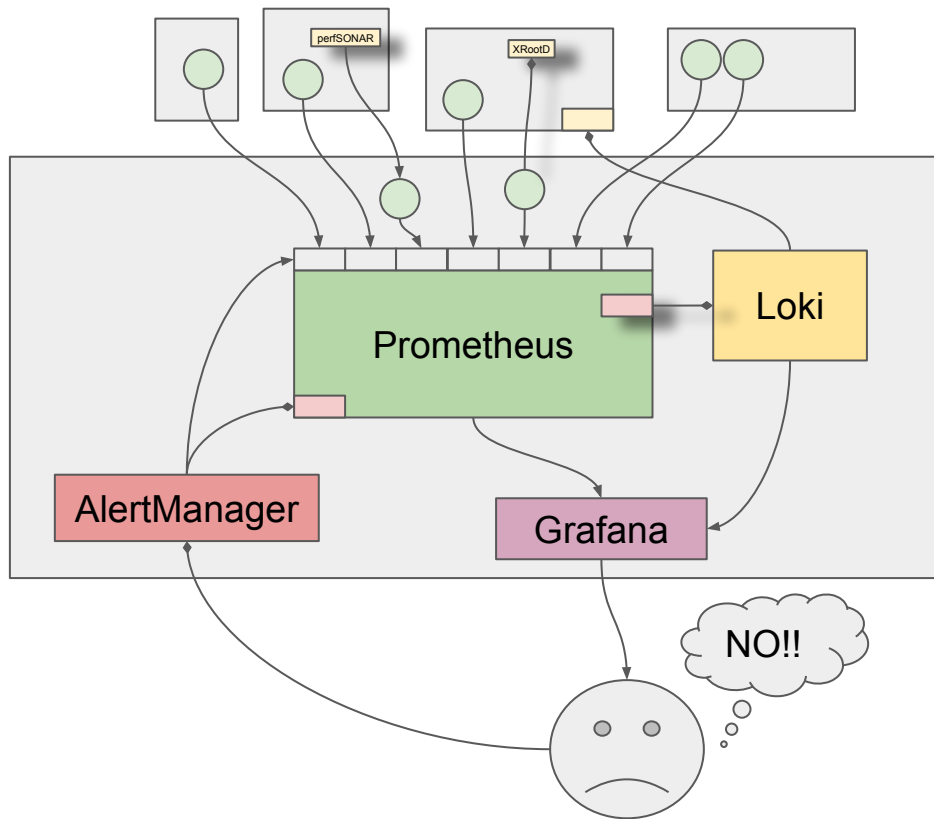 perfSONAR
XRootD
Prometheus
Loki
AlertManager
Grafana
NO!!